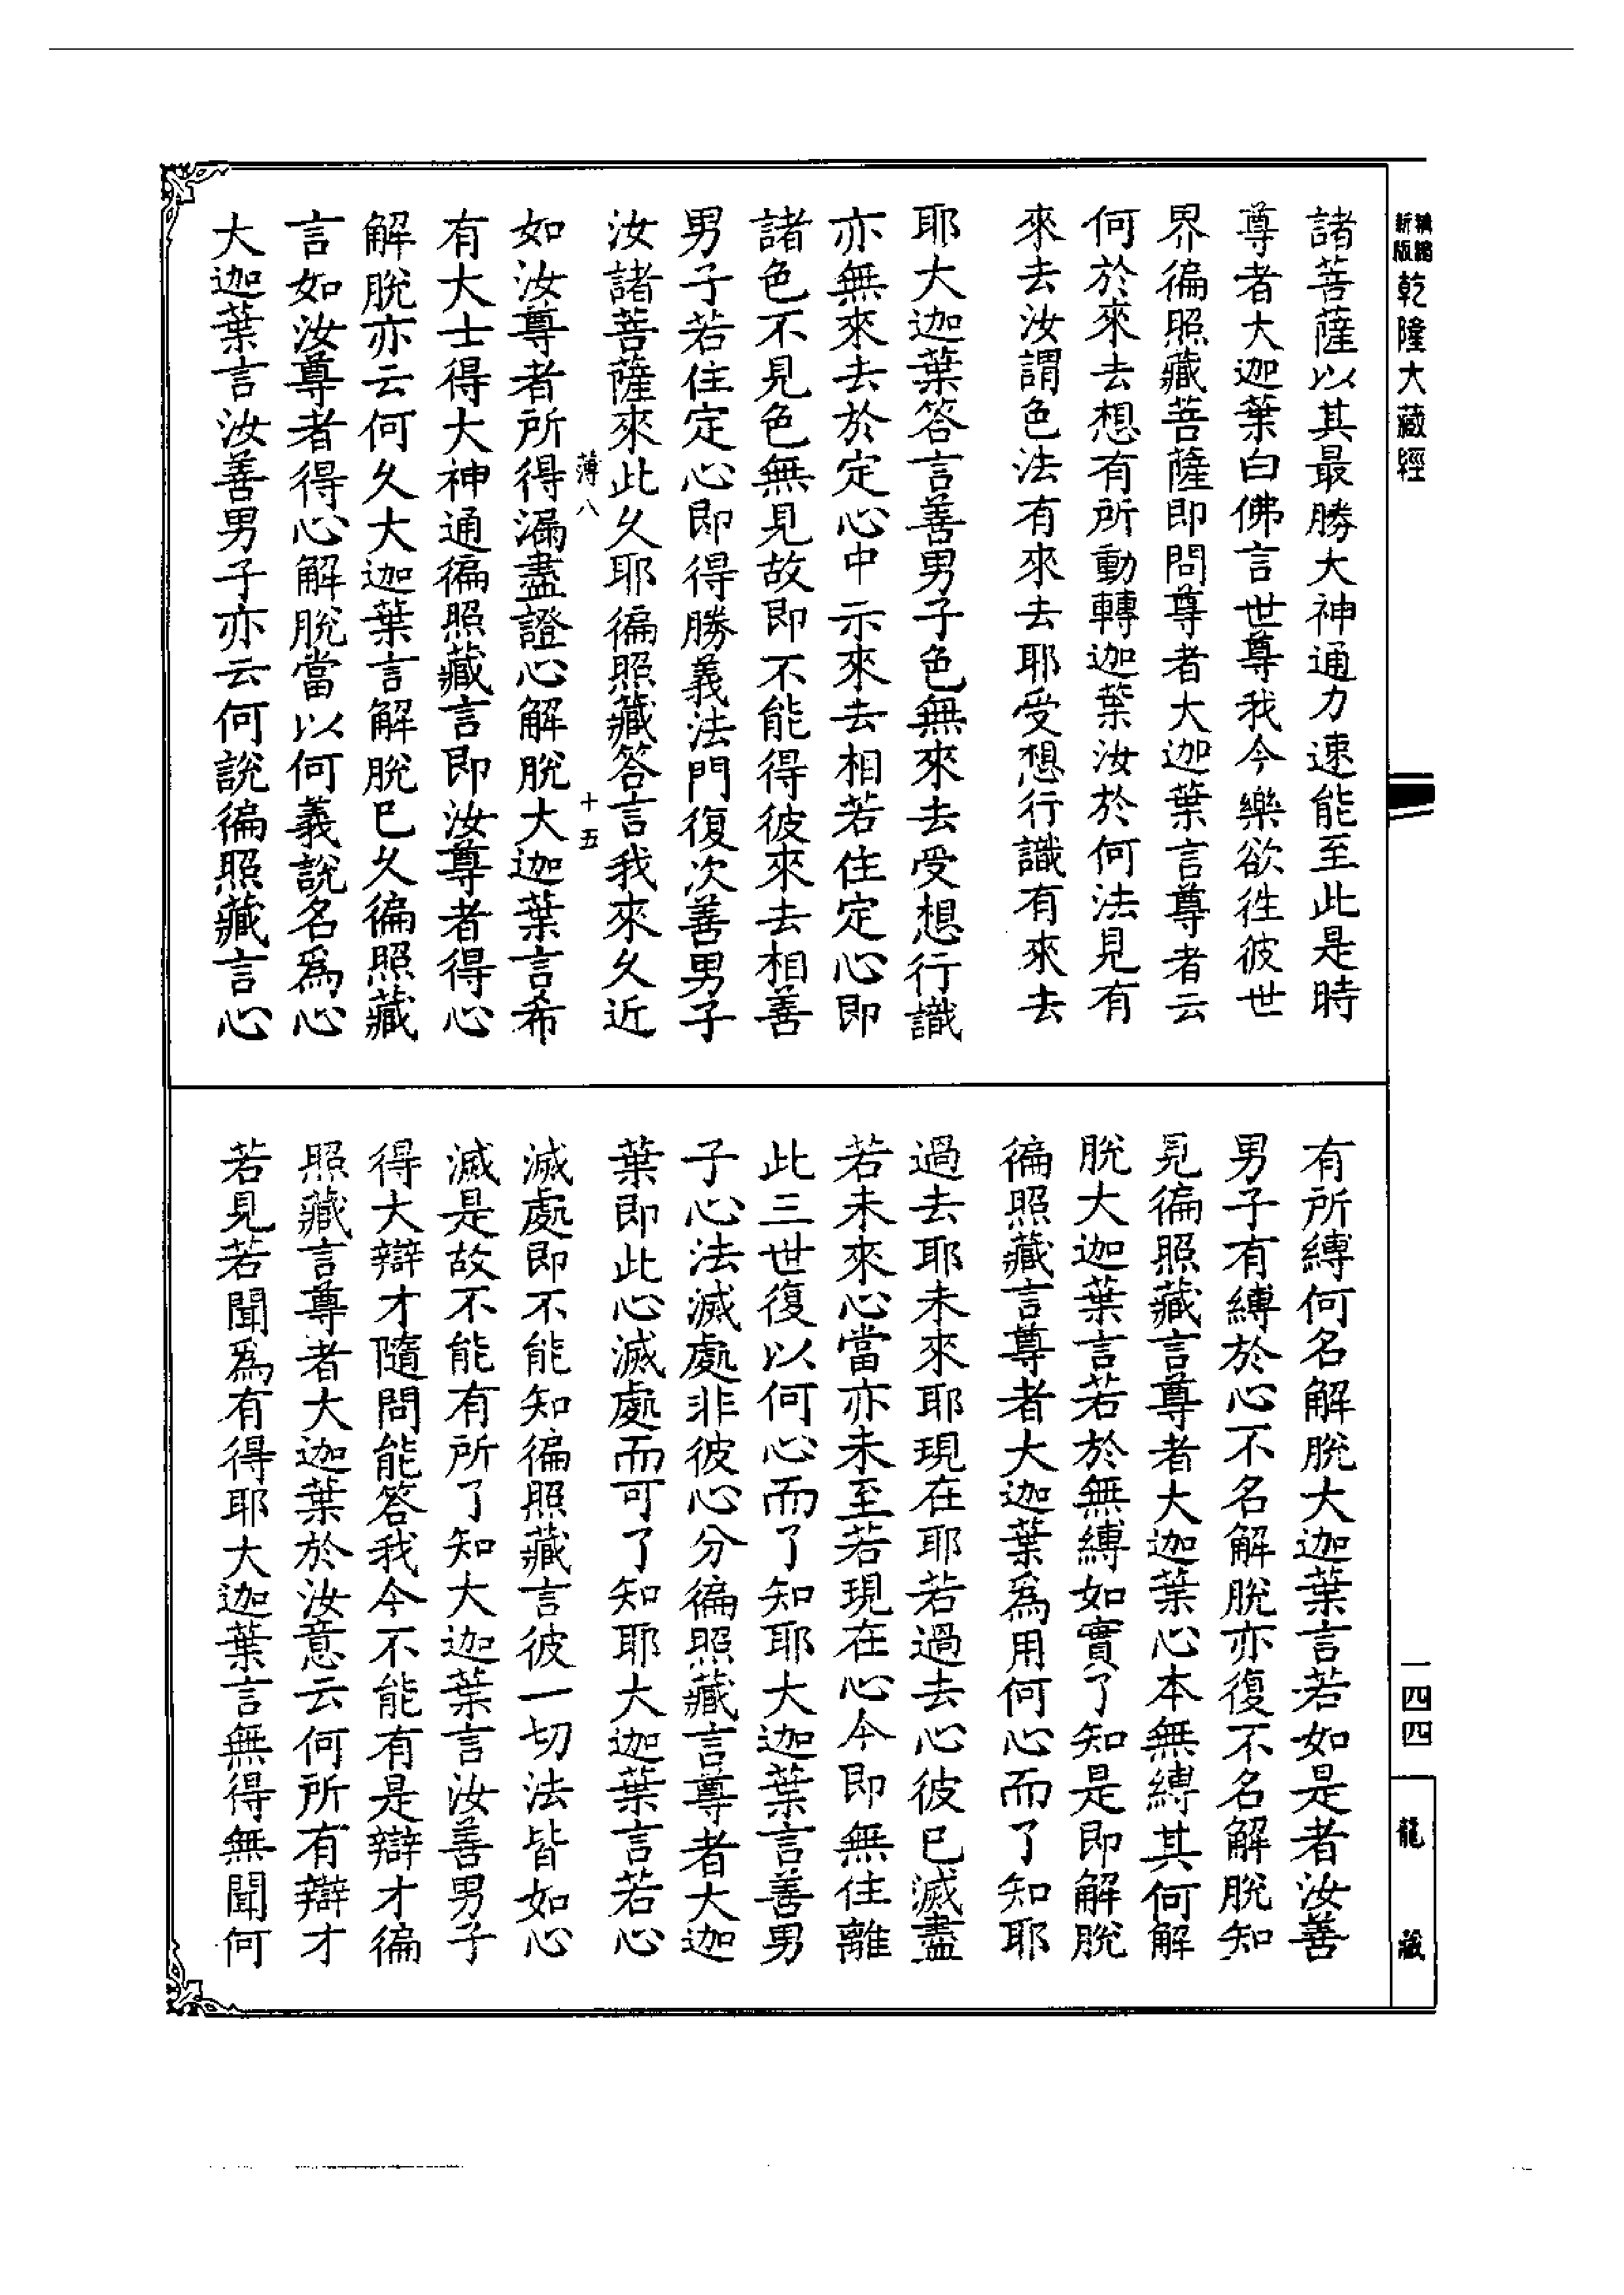 新編
新版
乾隆大藏經
諸菩薩以其最勝大神通力速能至此是時
尊者大迦葉白佛言世尊我今樂欲徃彼世
界徧照藏菩薩即問尊者大迦葉言尊者云
何於來去想有所動轉迦葉汝於何法見有
來去汝謂色法有來去耶受想行識有來去
耶大迦葉答言善男子色無來去受想行識
亦無來去於定心中示來去相若住定心即
諸色不見色無見故即不能得彼來去相善
男子若住定心即得勝義法門復次善男子
汝諸菩薩來此久耶徧照藏答言我來久近
薄八
十五
如汝尊者所得漏盡證心解脫大迦葉言希
有大士得大神通徧照藏言即汝尊者得心
解脫亦云何久大迦葉言解脫已久徧照藏
言如汝尊者得心解脫當以何義說名爲心
大迦葉言汝善男子亦云何說徧照藏言心
有所縛何名解脫大迦葉言若如是者汝善
男子有縛於心不名解脫亦復不名解脫知
見徧照藏言尊者大迦葉心本無縛其何解
脫大迦葉言若於無縛如實了知是即解脫
徧照藏言尊者大迦葉爲用何心而了知耶
過去耶未來耶現在耶若過去心彼已滅盡
若未來心當亦未至若現在心今即無住離
此三世復以何心而了知耶大迦葉言善男
子心法滅處非彼心分徧照藏言尊者大迦
葉即此心滅處而可了知耶大迦葉言若心
滅處即不能知徧照藏言彼一切法皆如心
滅是故不能有所了知大迦葉言汝善男子
得大辯才隨問能答我今不能有是辯才徧
照藏言尊者大迦葉於汝意云何所有辯才
若見若聞爲有得耶大迦葉言無得無聞何
一四四
龍藏